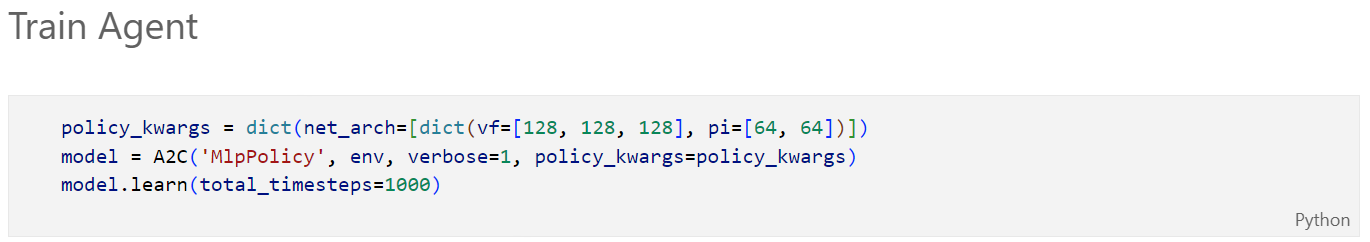 Train Agent
policy_kwargs = dict(net_arch=[dict(vf=[128, 128, 128], pi=[64, 64])])
model = A2C('MlpPolicy', env, verbose=1, policy_kwargs=policy_kwargs)
model.learn(total_timesteps=1000)
Python